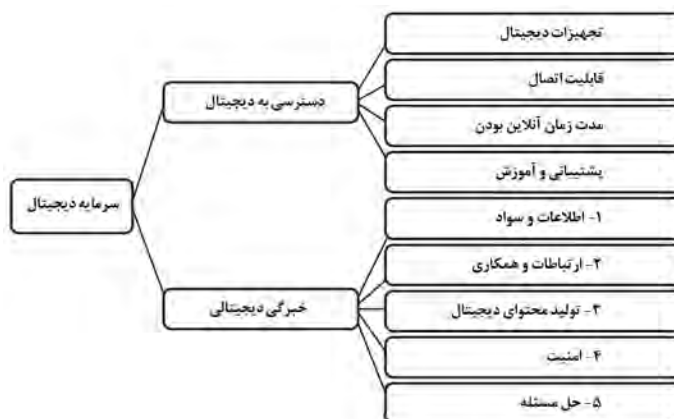 سرمایه دیجیتال
دسترسی به دیجیتال
تجهیزات دیجیتال
قابلیت اتصال
مدت زمان آنلاین بودن
پشتیبانی و آموزش
خبرگی دیجیتالی
۱- اطلاعات و سواد
۲- ارتباطات و همکاری
۳- تولید محتوای دیجیتال
۴- امنیت
۵- حل مسئله